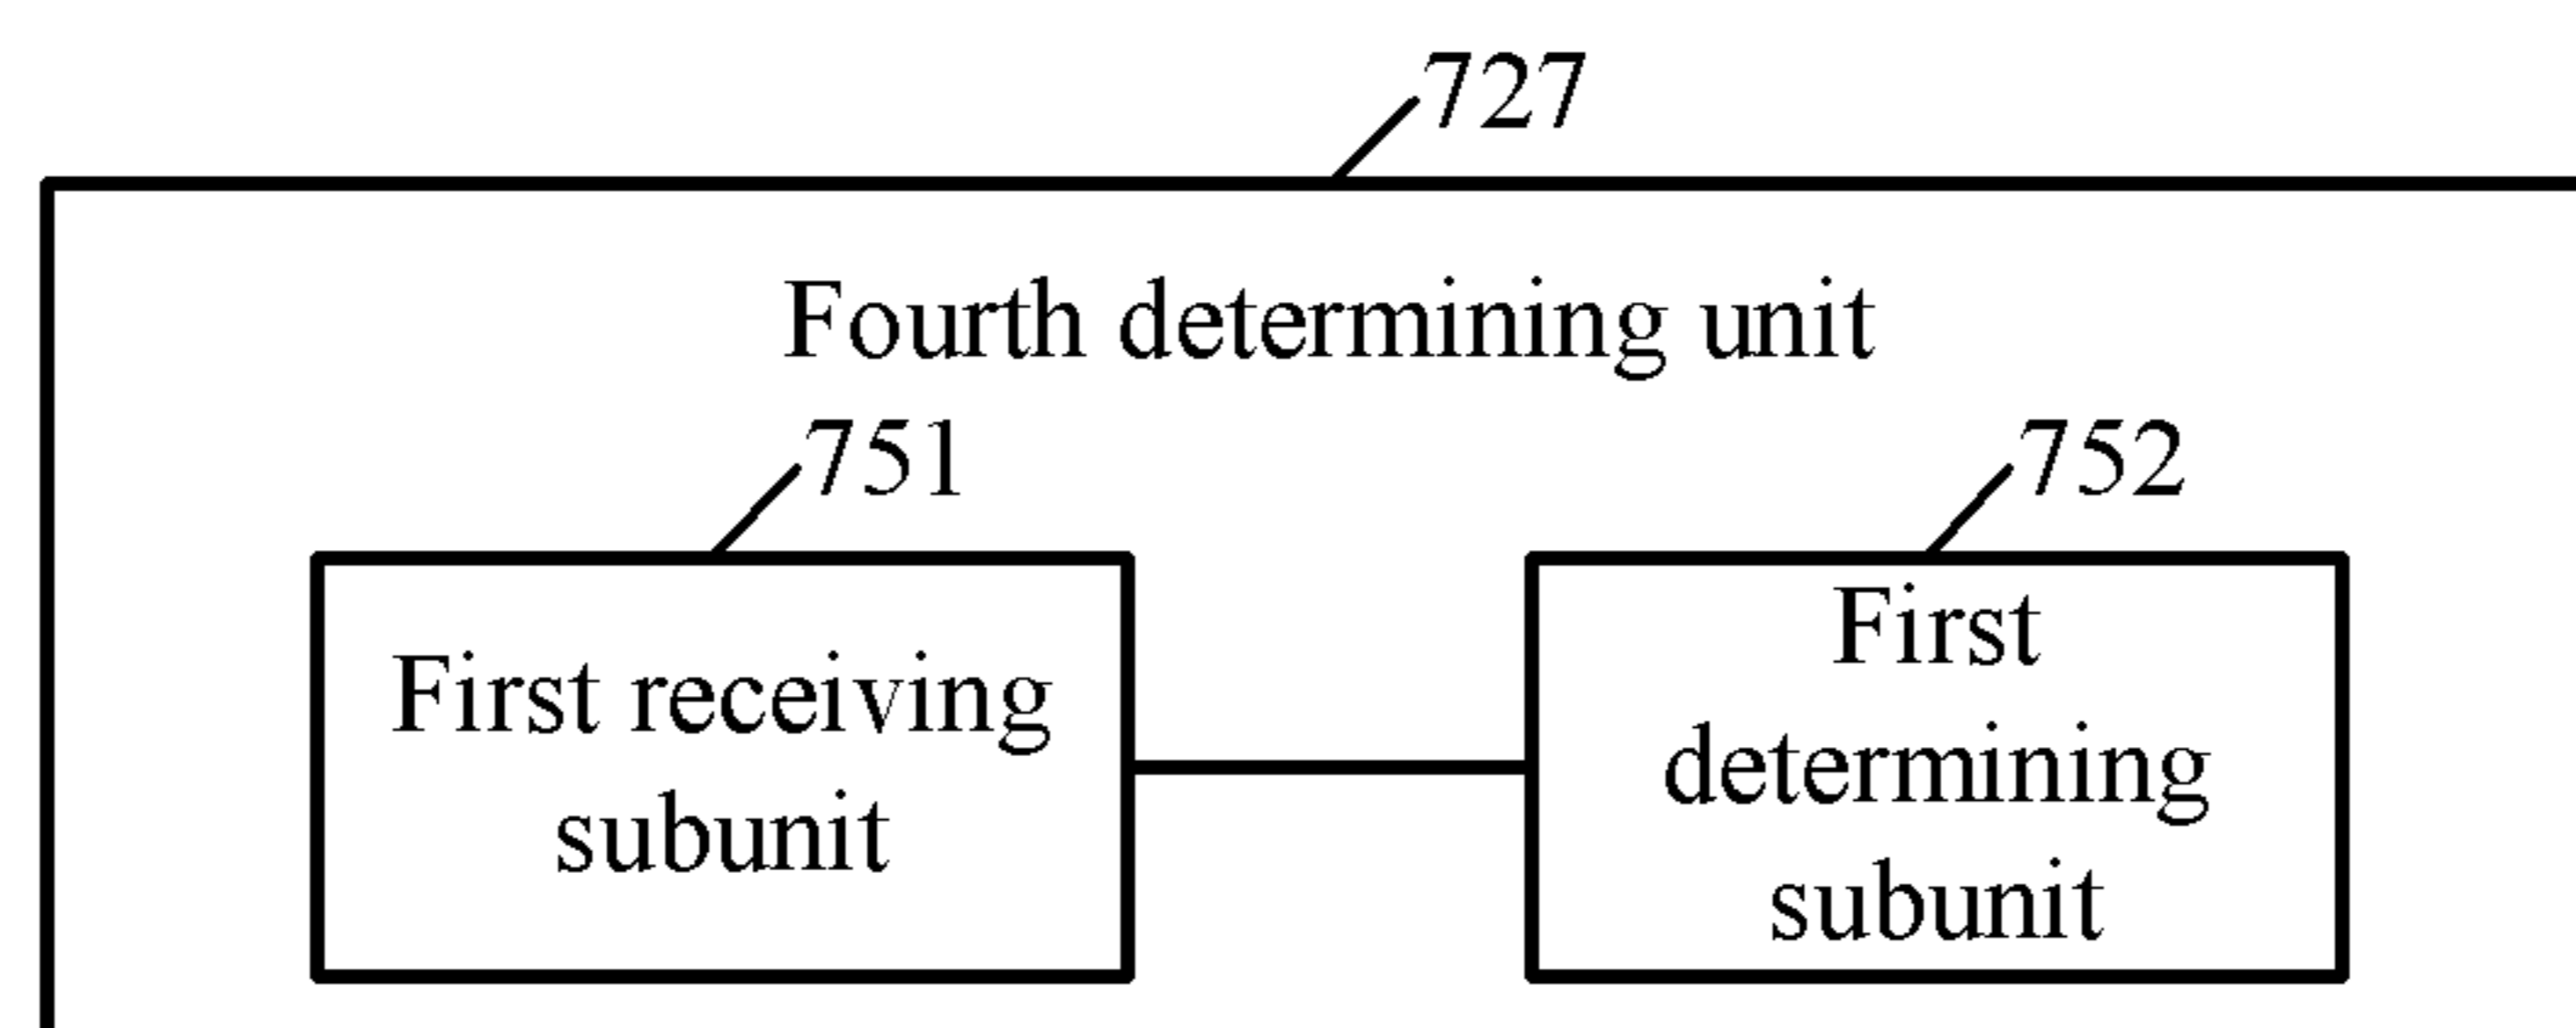 727
Fourth determining unit
751
752
First receiving
subunit
First
determining
subunit